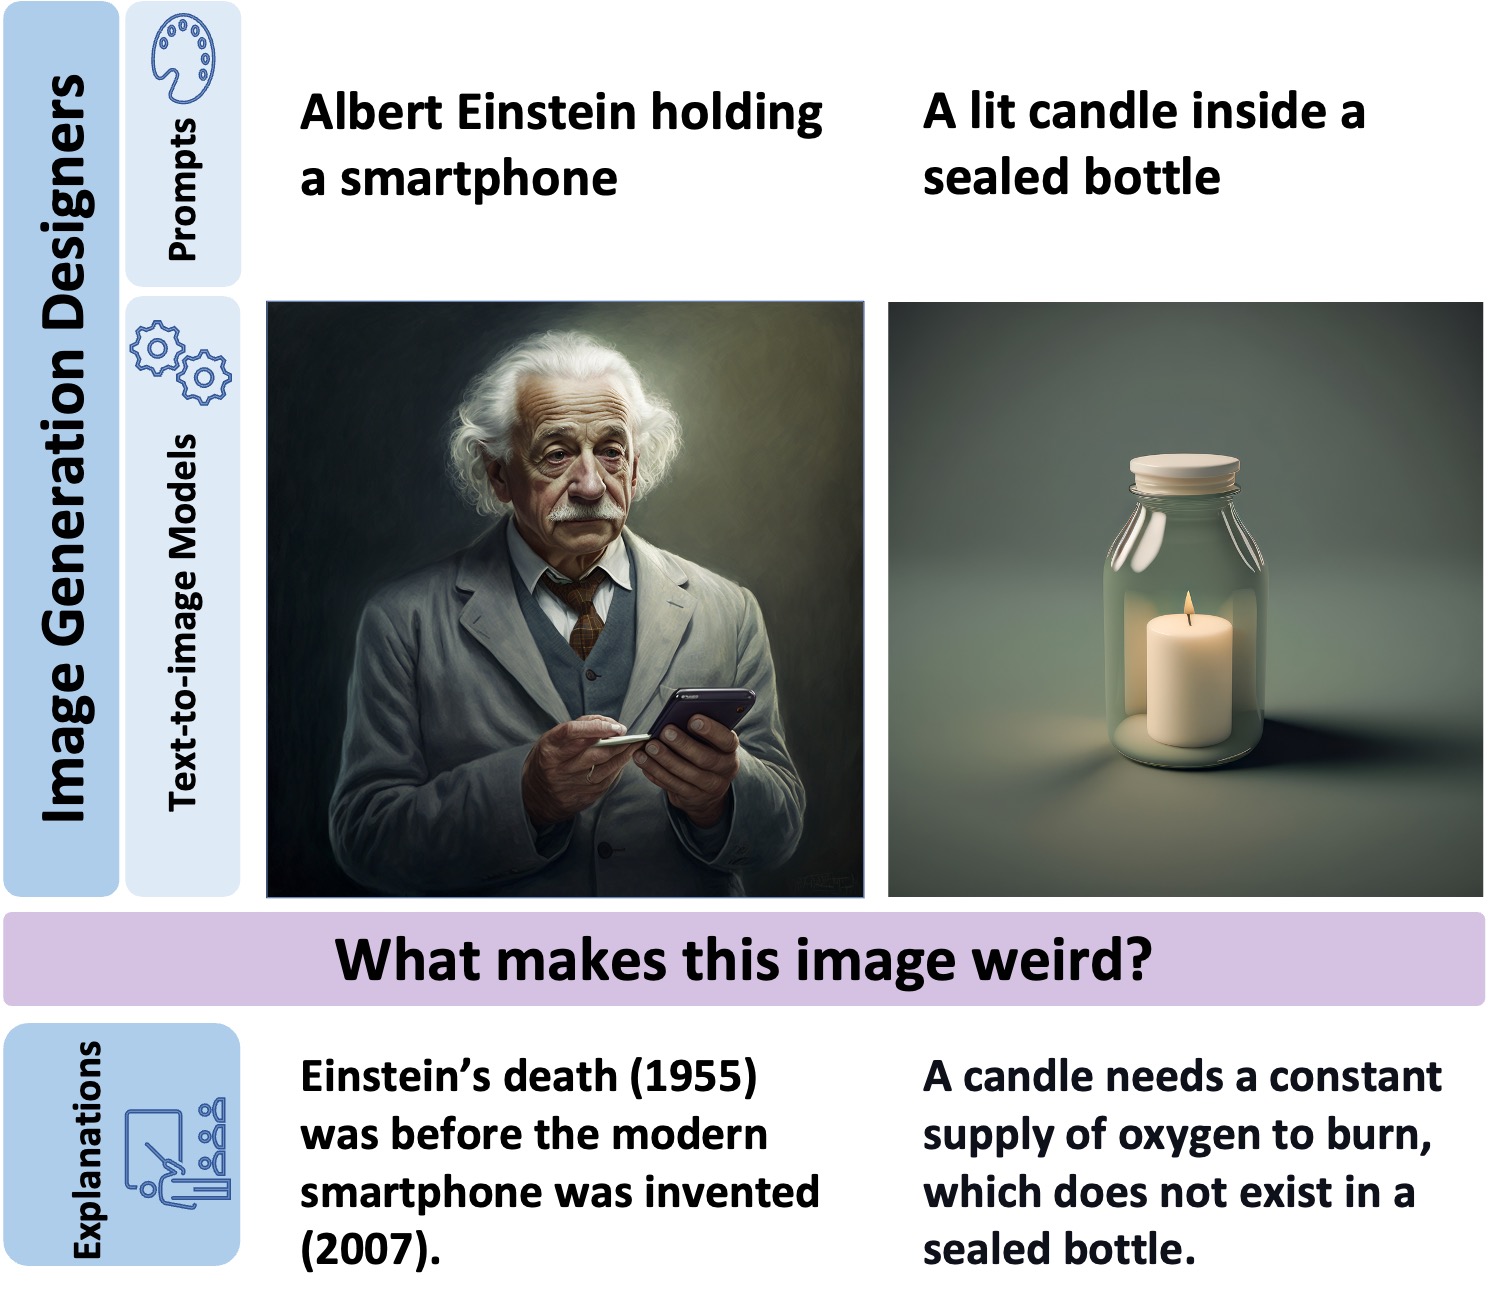 Image Generation Designers
Prompts
Albert Einstein holding
a smartphone
A lit candle inside a
sealed bottle
Text-to-image Models
What makes this image weird?
Explanations
Einstein’s death (1955)
was before the modern
smartphone was invented
(2007).
A candle needs a constant
supply of oxygen to burn,
which does not exist in a
sealed bottle.